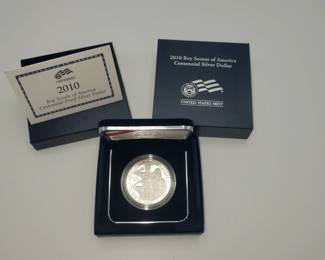 2010
Boy Scouts of America
Centennial Proof Silver Dollar
2010 Boy Scouts of America
Centennial Silver Dollar
UNITED STATES MINT